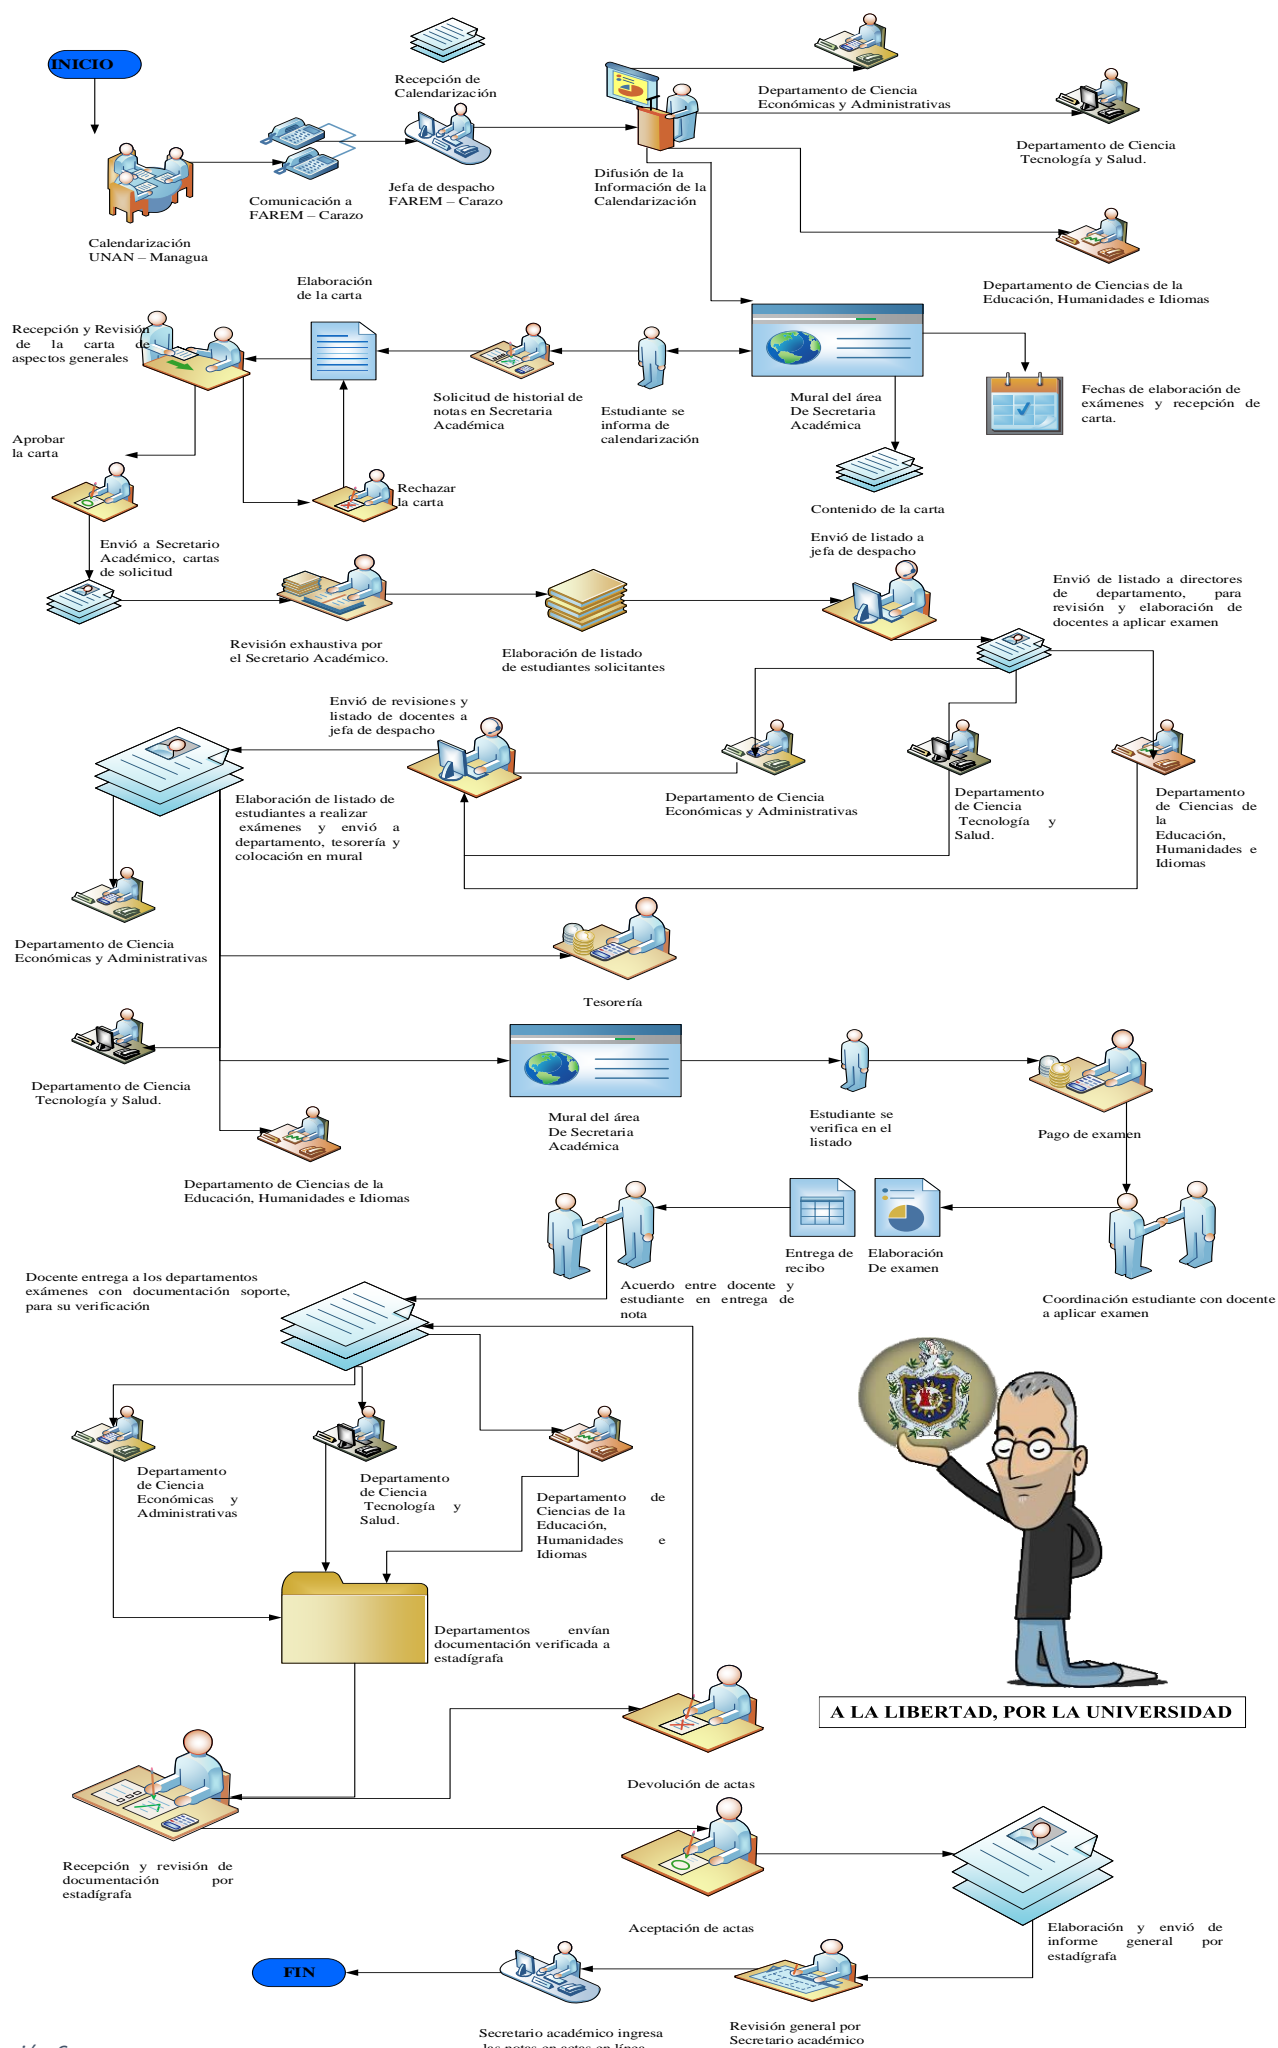 INICIO
Recepción de
Calendarización
Departamento de Ciencia
Económicas y Administrativas
Departamento de Ciencia
Tecnología y Salud.
Comunicación a
FAREM – Carazo
Jefa de despacho
FAREM – Carazo
Difusión de la
Información de la
Calendarización
Calendarización
UNAN – Managua
Departamento de Ciencias de la
Educación, Humanidades e Idiomas
Elaboración
de la carta
Recepción y Revisión
de la carta de
aspectos generales
Solicitud de historial de
notas en Secretaria
Académica
Estudiante se
informa de
calendarización
Mural del área
De Secretaria
Académica
Fechas de elaboración de
exámenes y recepción de
carta.
Aprobar
la carta
Rechazar
la carta
Contenido de la carta
Envió a Secretario
Académico, cartas
de solicitud
Envió de listado a
jefa de despacho
Envió de listado a directores
de departamento, para
revisión y elaboración de
docentes a aplicar examen
Revisión exhaustiva por
el Secretario Académico.
Elaboración de listado
de estudiantes solicitantes
Envió de revisiones y
listado de docentes a
jefa de despacho
Elaboración de listado de
estudiantes a realizar
exámenes y envió a
departamento, tesorería y
colocación en mural
Departamento de Ciencia
Económicas y Administrativas
Departamento
de Ciencia
Tecnología y
Salud.
Departamento
de Ciencias de
la
Educación,
Humanidades e
Idiomas
Departamento de Ciencia
Económicas y Administrativas
Tesorería
Departamento de Ciencia
Tecnología y Salud.
Mural del área
De Secretaria
Académica
Estudiante se
verifica en el
listado
Pago de examen
Departamento de Ciencias de la
Educación, Humanidades e Idiomas
Entrega de
recibo
Elaboración
De examen
Coordinación estudiante con docente
a aplicar examen
Acuerdo entre docente y
estudiante en entrega de
nota
Docente entrega a los departamentos
exámenes con documentación soporte,
para su verificación
Departamento
de Ciencia
Económicas y
Administrativas
Departamento
de Ciencia
Tecnología y
Salud.
Departamento de
Ciencias de la
Educación,
Humanidades e
Idiomas
Departamentos envían
documentación verificada a
estadígrafa
A LA LIBERTAD, POR LA UNIVERSIDAD
Devolución de actas
Recepción y revisión de
documentación por
estadígrafa
Aceptación de actas
Elaboración y envió de
informe general por
estadígrafa
FIN
Secretario académico ingresa
las notas en actas en línea
Revisión general por
Secretario académico